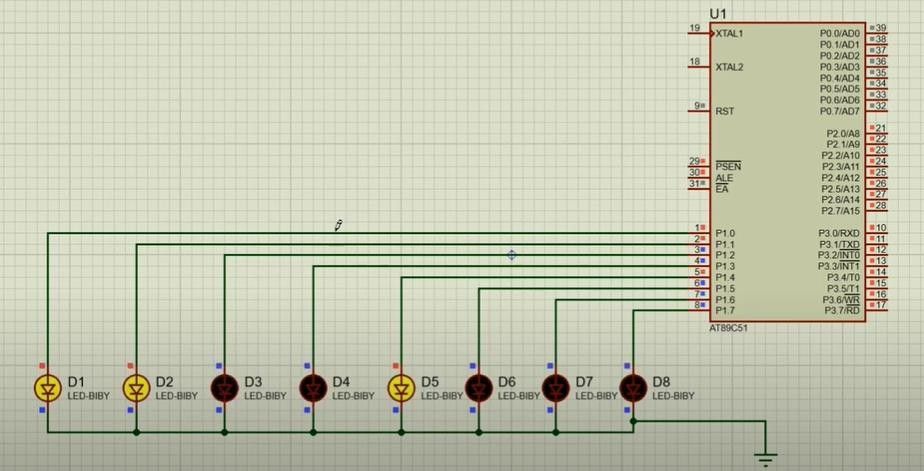 U1
19 XTAL1 P0.0/AD0 39
P0.1/AD1 38
P0.2/AD2 37
18 XTAL2 P0.3/AD3 36
P0.4/AD4 35
P0.5/AD5 34
P0.6/AD6 33
9 RST P0.7/AD7 32
P2.0/A8 21
P2.1/A9 22
P2.2/A10 23
29 PSEN P2.3/A11 24
30 ALE P2.4/A12 25
31 EA P2.5/A13 26
P2.6/A14 27
P2.7/A15 28
1 P1.0 P3.0/RXD 10
2 P1.1 P3.1/TXD 11
3 P1.2 P3.2/INT0 12
4 P1.3 P3.3/INT1 13
5 P1.4 P3.4/T0 14
6 P1.5 P3.5/T1 15
7 P1.6 P3.6/WR 16
8 P1.7 P3.7/RD 17
AT89C51
D1 D2 D3 D4 D5 D6 D7 D8
LED-BIBY LED-BIBY LED-BIBY LED-BIBY LED-BIBY LED-BIBY LED-BIBY LED-BIBY